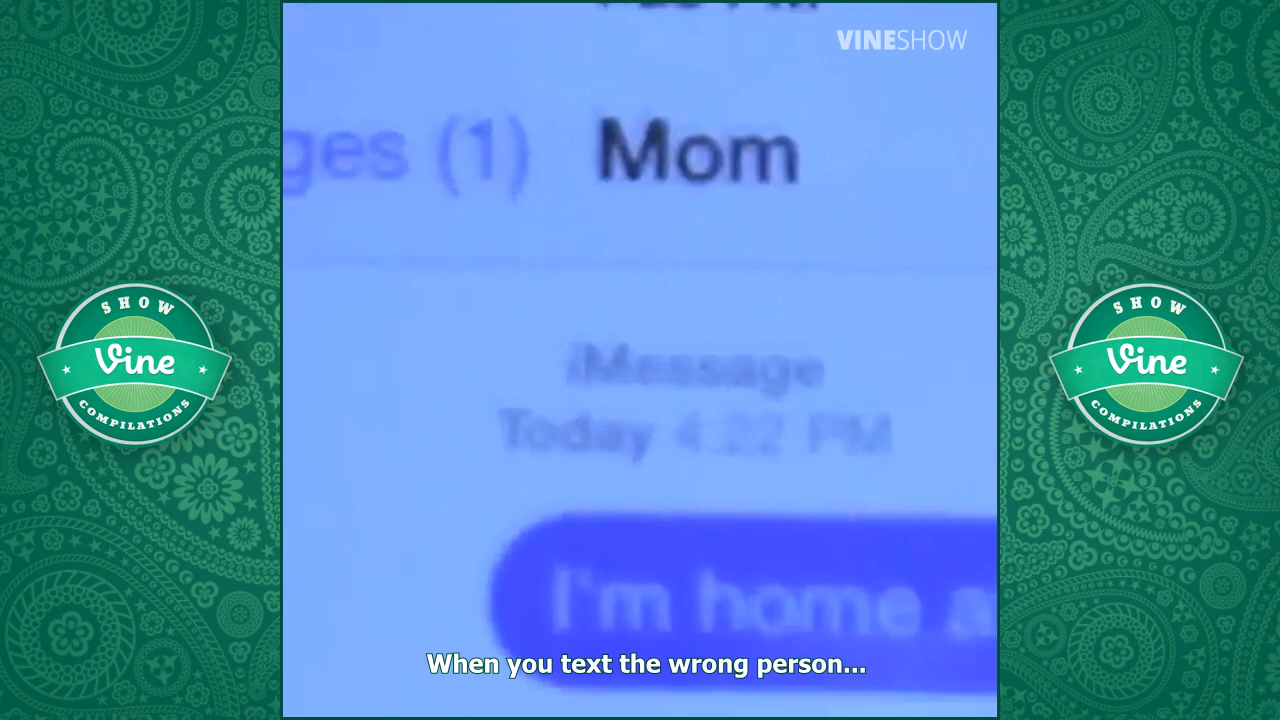 VINESHOW
ges (1) Mom
iMessage
Today 4:22 PM
I'm home a
When you text the wrong person...
SHOW
Vine
COMPILATIONS
SHOW
Vine
COMPILATIONS